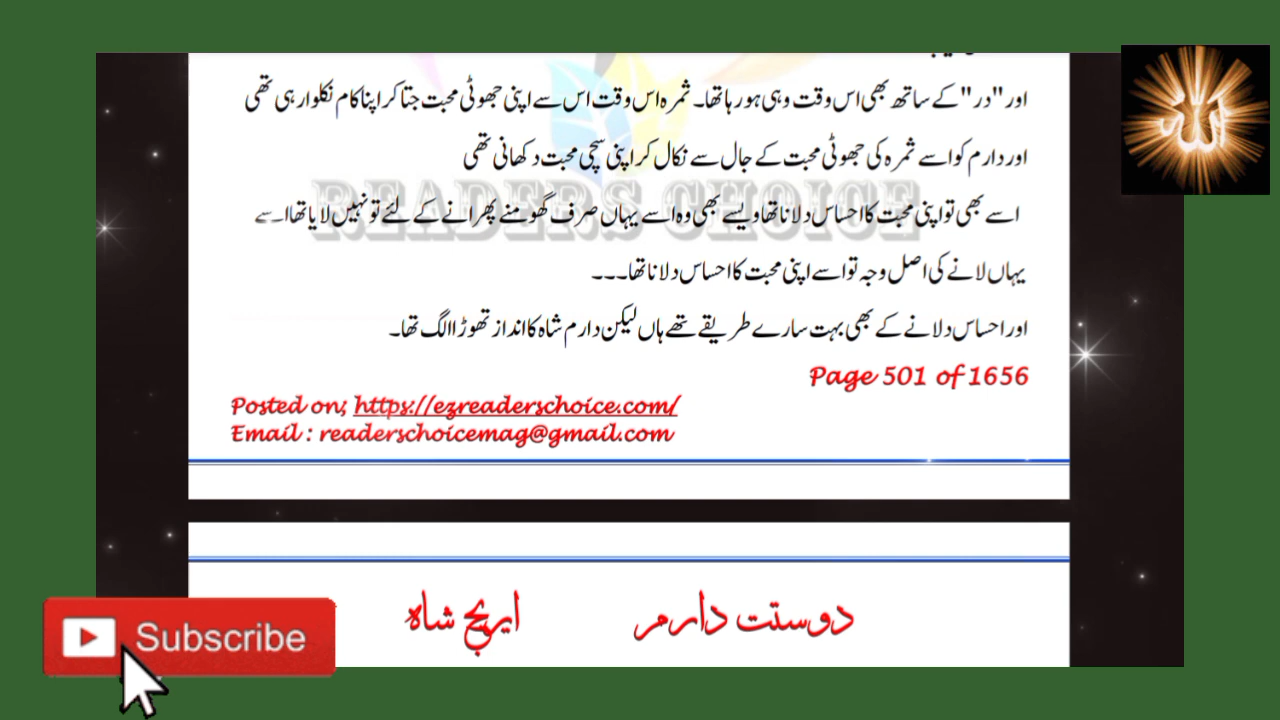 اور "در" کے ساتھ بھی اس وقت وہی ہو رہا تھا۔ ثمرہ اس وقت اس سے اپنی جھوٹی محبت جتا کر اپنا کام نکلوا رہی تھی
اور دارم کو اسے ثمرہ کی جھوٹی محبت کے جال سے نکال کر اپنی سچی محبت دکھانی تھی
READERS CHOICE
اسے بھی تو اپنی محبت کا احساس دلانا تھا ویسے بھی وہ اسے یہاں صرف گھومنے پھرانے کے لئے تو نہیں لایا تھا اسے
یہاں لانے کی اصل وجہ تو اسے اپنی محبت کا احساس دلانا تھا۔۔۔
اور احساس دلانے کے بھی بہت سارے طریقے تھے ہاں لیکن دارم شاہ کا انداز تھوڑا الگ تھا۔
Page 501 of 1656
Posted on; https://ezreaderschoice.com/
Email : readerschoicemag@gmail.com
دوستت دارم ایریج شاہ
Subscribe
الله